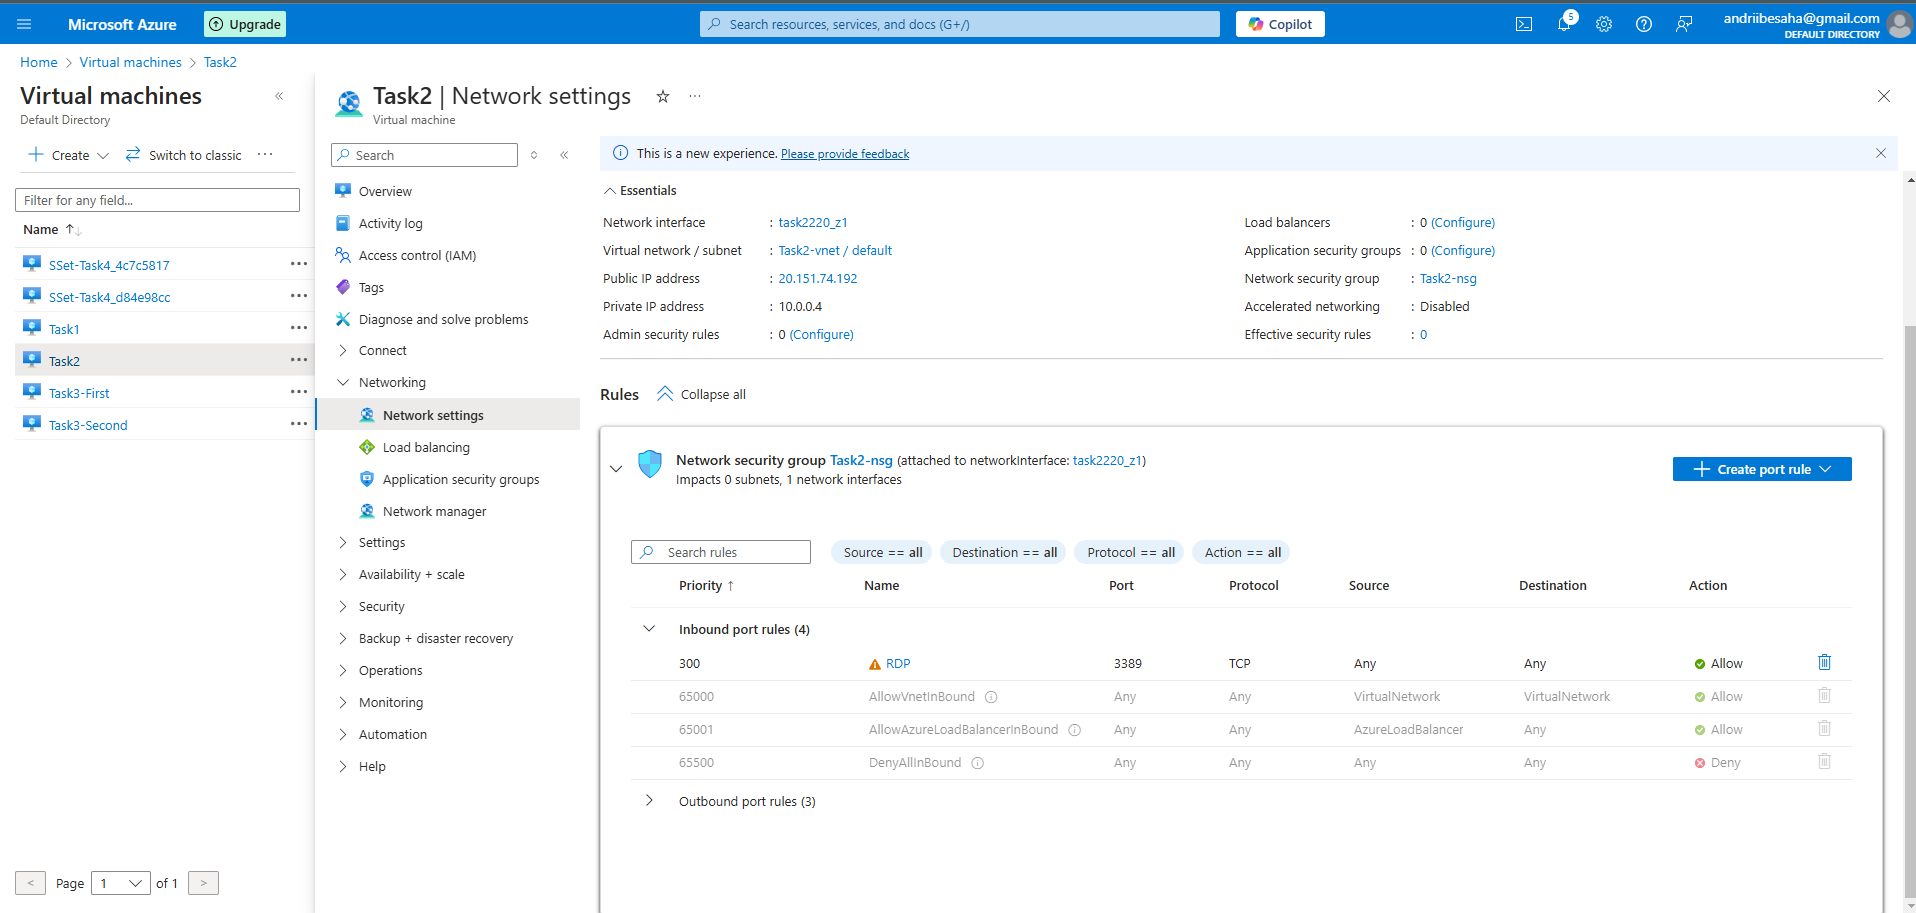 Microsoft Azure
Upgrade
Search resources, services, and docs (G+/)
Copilot
5
andriibesaha@gmail.com
DEFAULT DIRECTORY
Home > Virtual machines > Task2
Virtual machines
Default Directory
Create
Switch to classic
Filter for any field...
Name
SSet-Task4_4c7c5817
SSet-Task4_d84e98cc
Task1
Task2
Task3-First
Task3-Second
< Page 1 of 1 >
Task2 | Network settings
Virtual machine
Search
Overview
Activity log
Access control (IAM)
Tags
Diagnose and solve problems
Connect
Networking
Network settings
Load balancing
Application security groups
Network manager
Settings
Availability + scale
Security
Backup + disaster recovery
Operations
Monitoring
Automation
Help
This is a new experience. Please provide feedback
Essentials
Network interface : task2220_z1
Virtual network / subnet : Task2-vnet / default
Public IP address : 20.151.74.192
Private IP address : 10.0.0.4
Admin security rules : 0 (Configure)
Load balancers : 0 (Configure)
Application security groups : 0 (Configure)
Network security group : Task2-nsg
Accelerated networking : Disabled
Effective security rules : 0
Rules
Collapse all
Network security group Task2-nsg (attached to networkInterface: task2220_z1)
Impacts 0 subnets, 1 network interfaces
Create port rule
Search rules
Source == all
Destination == all
Protocol == all
Action == all
Priority ↑ Name Port Protocol Source Destination Action
Inbound port rules (4)
300 RDP 3389 TCP Any Any Allow
65000 AllowVnetInBound Any Any VirtualNetwork VirtualNetwork Allow
65001 AllowAzureLoadBalancerInBound Any Any AzureLoadBalancer Any Allow
65500 DenyAllInBound Any Any Any Any Deny
Outbound port rules (3)